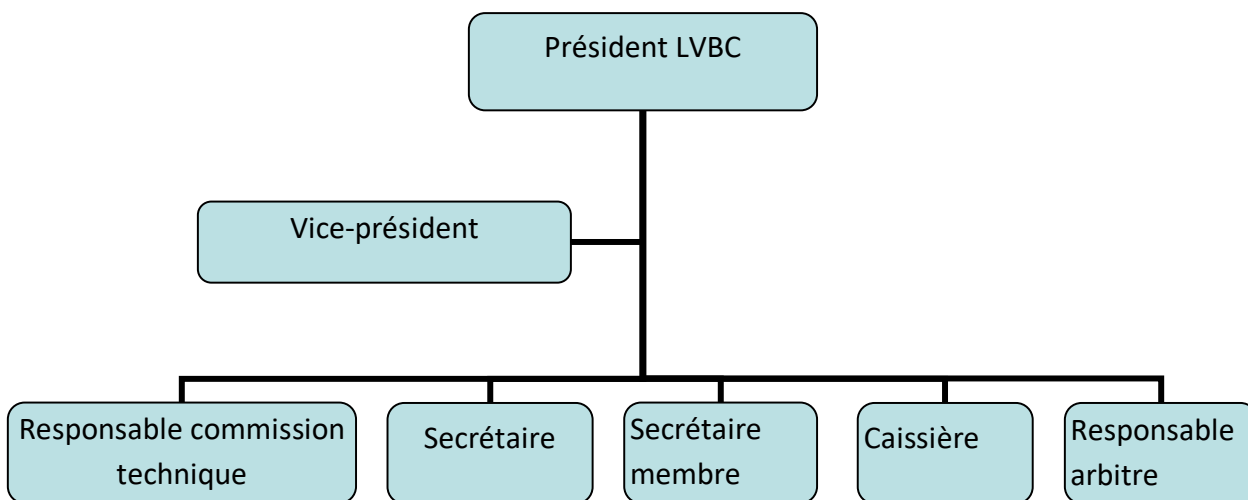 Président LVBC
Vice-président
Responsable commission
technique
Secrétaire
Secrétaire
membre
Caissière
Responsable
arbitre